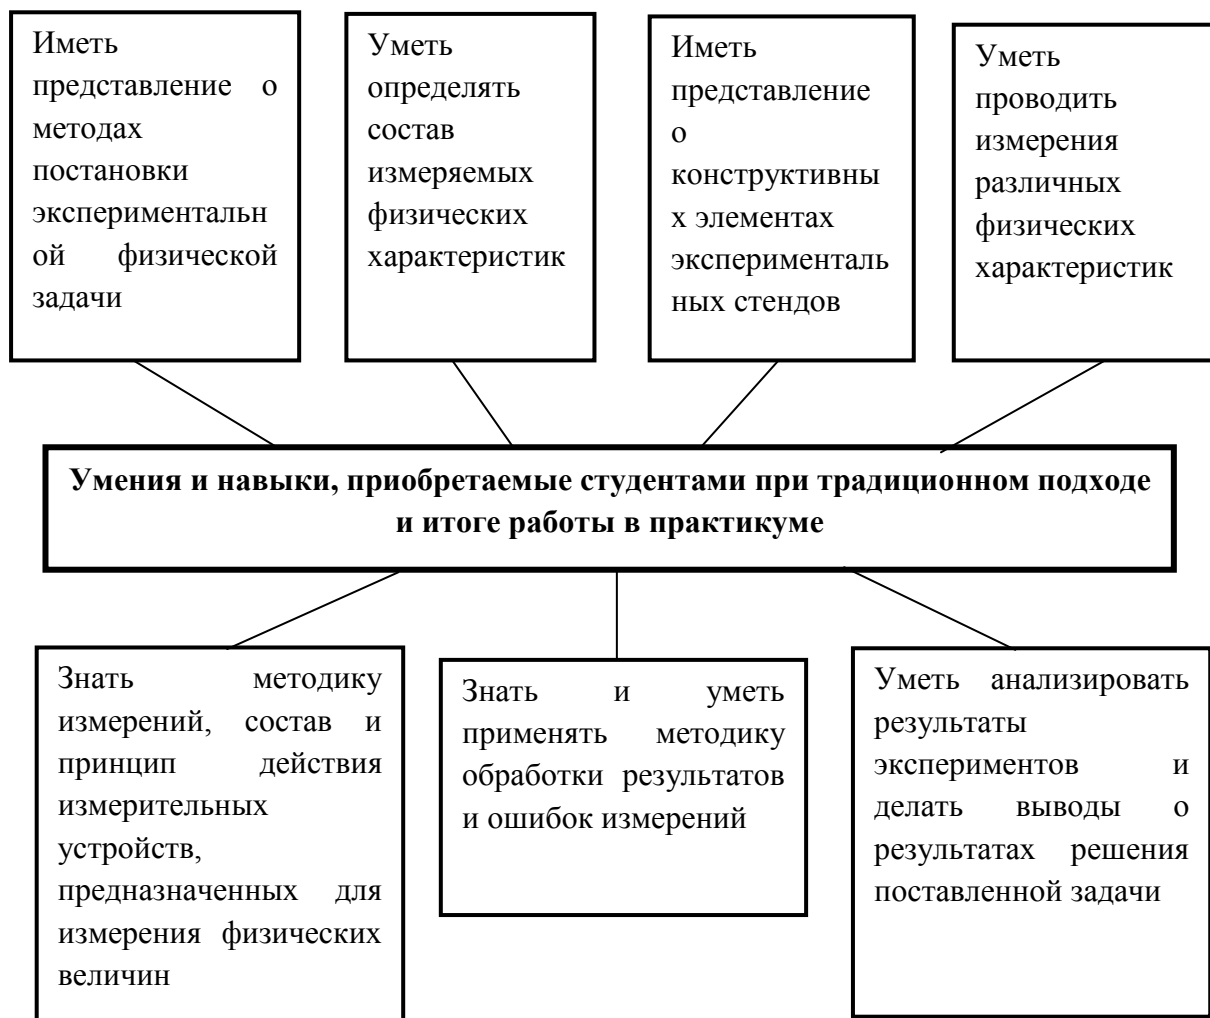 Иметь
представление о
методах
постановки
экспериментальн
ой физической
задачи
Уметь
определять
состав
измеряемых
физических
характеристик
Иметь
представление
о
конструктивны
х элементах
эксперименталь
ных стендов
Уметь
проводить
измерения
различных
физических
характеристик
Умения и навыки, приобретаемые студентами при традиционном подходе
и итоге работы в практикуме
Знать методику
измерений, состав и
принцип действия
измерительных
устройств,
предназначенных для
измерения физических
величин
Знать и уметь
применять методику
обработки результатов
и ошибок измерений
Уметь анализировать
результаты
экспериментов и
делать выводы о
результатах решения
поставленной задачи